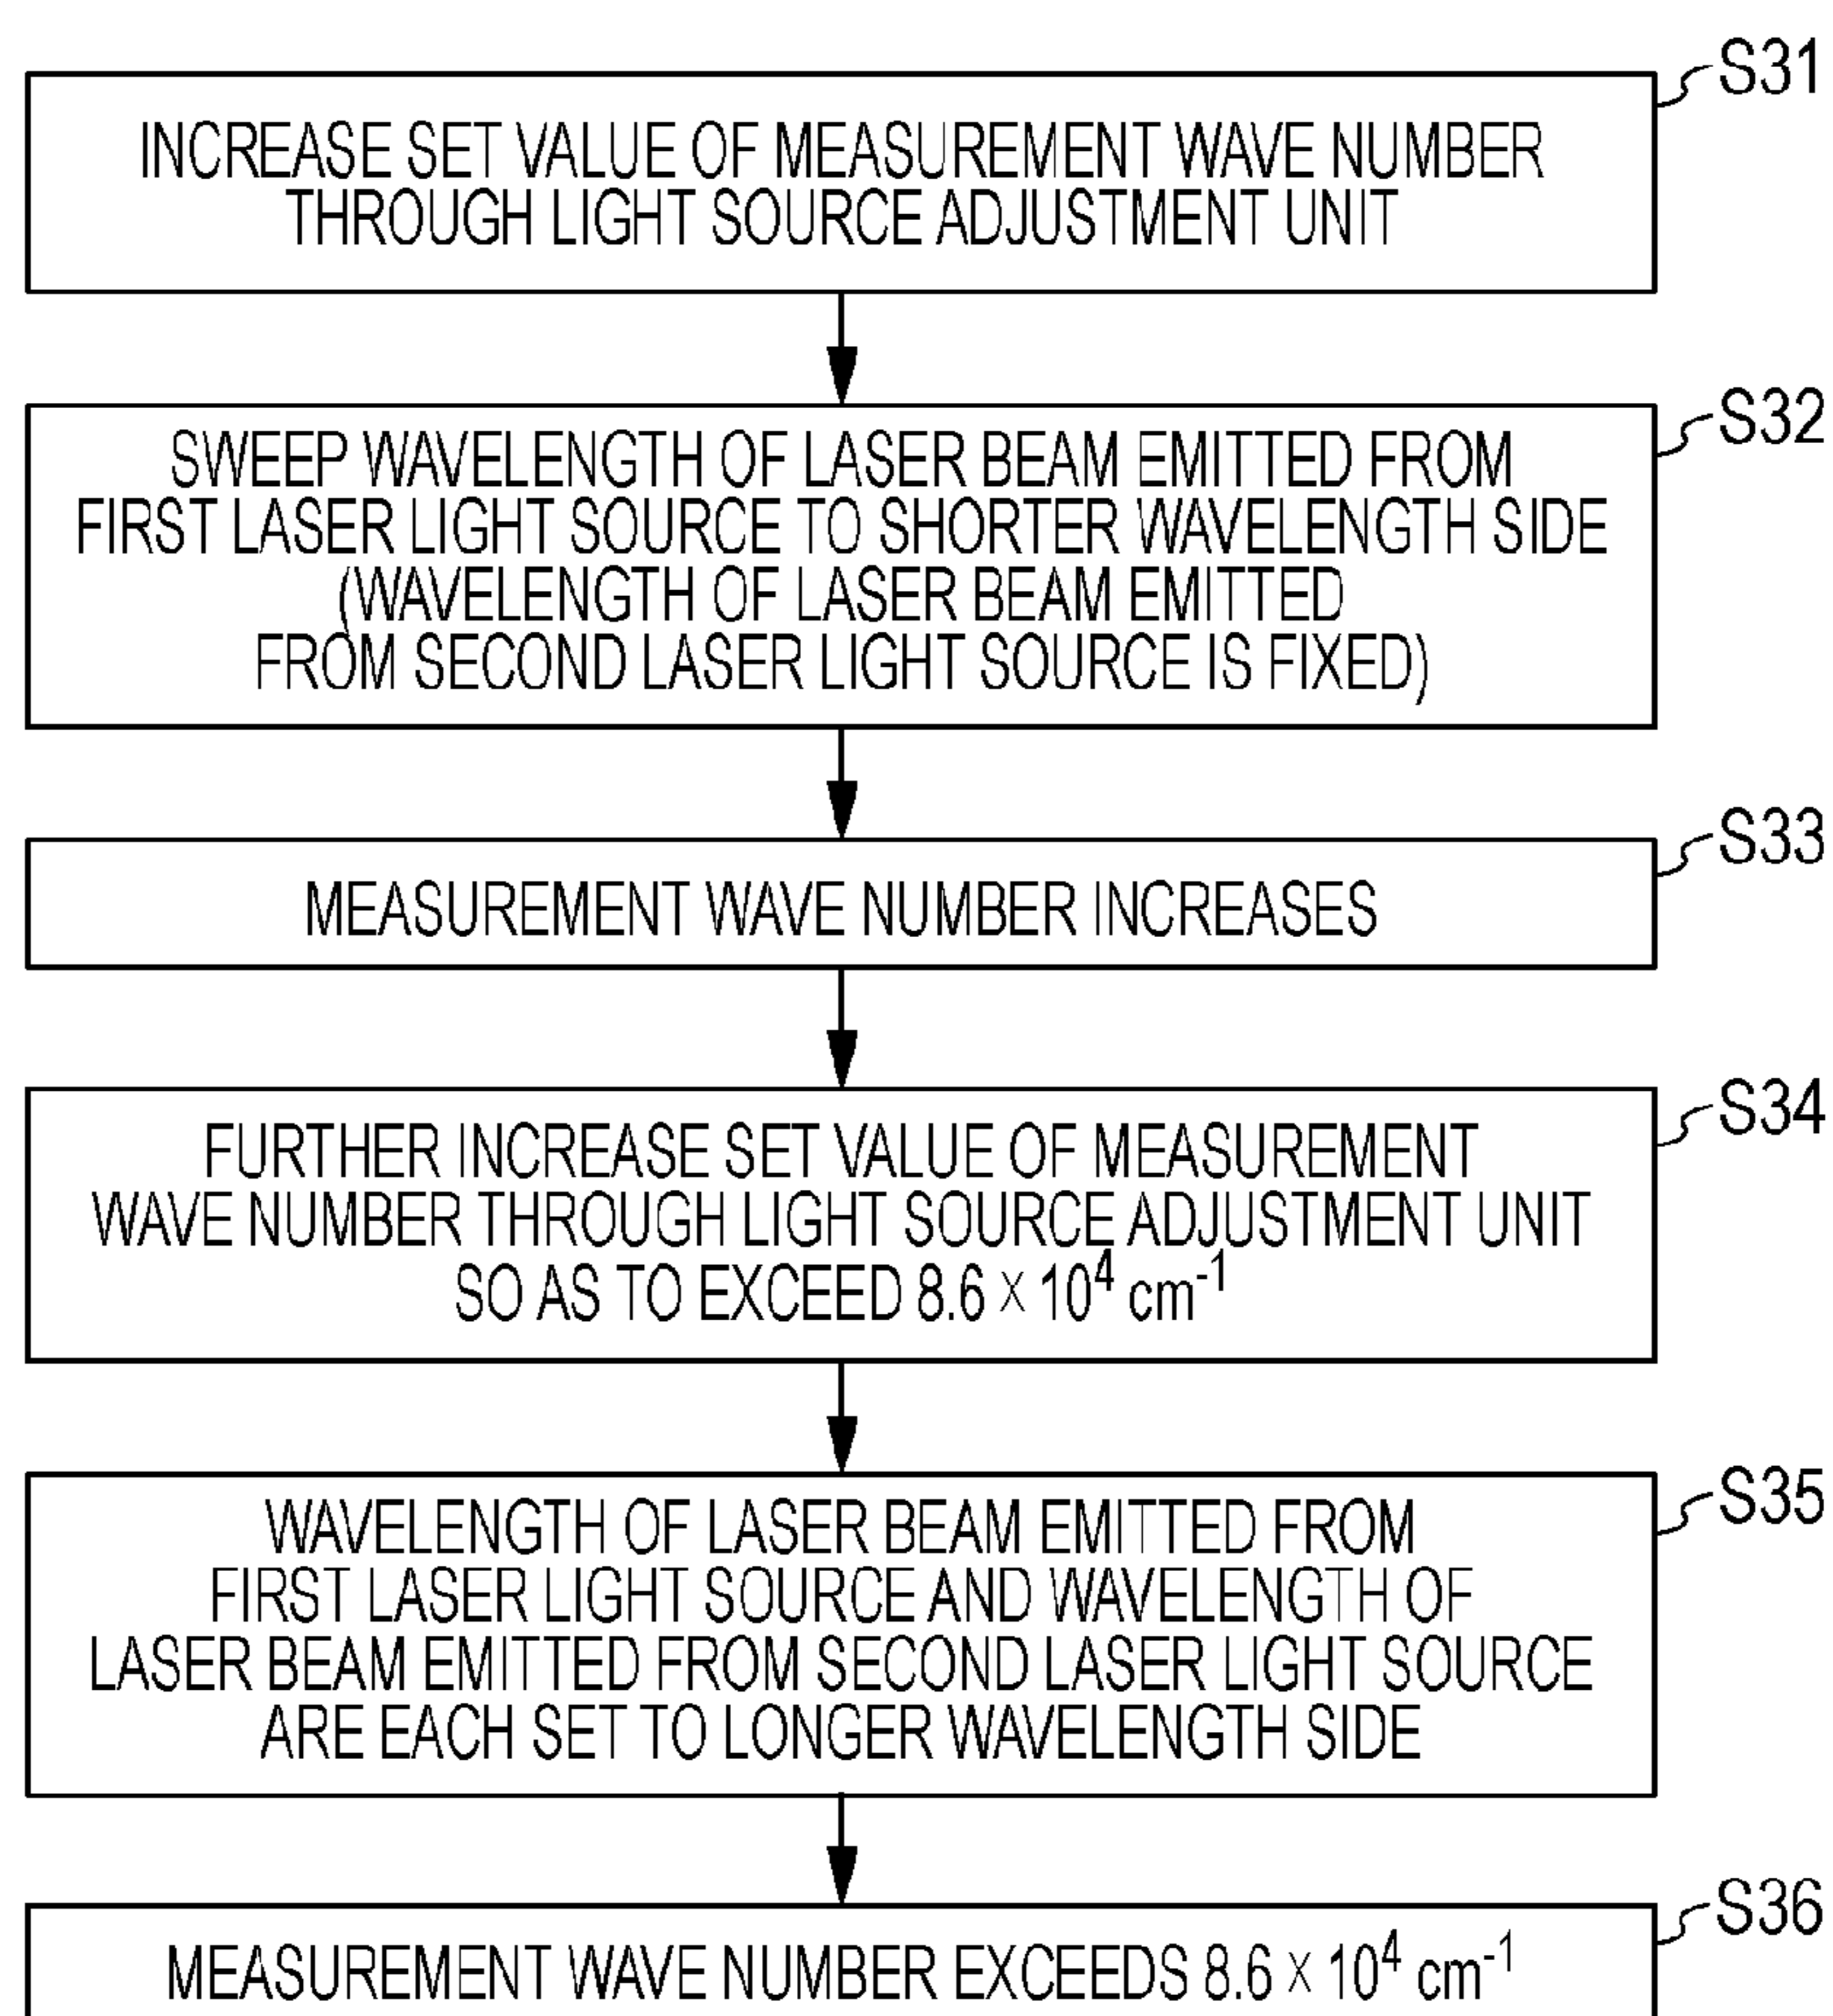 S31
INCREASE SET VALUE OF MEASUREMENT WAVE NUMBER
THROUGH LIGHT SOURCE ADJUSTMENT UNIT
S32
SWEEP WAVELENGTH OF LASER BEAM EMITTED FROM
FIRST LASER LIGHT SOURCE TO SHORTER WAVELENGTH SIDE
(WAVELENGTH OF LASER BEAM EMITTED
FROM SECOND LASER LIGHT SOURCE IS FIXED)
S33
MEASUREMENT WAVE NUMBER INCREASES
S34
FURTHER INCREASE SET VALUE OF MEASUREMENT
WAVE NUMBER THROUGH LIGHT SOURCE ADJUSTMENT UNIT
SO AS TO EXCEED 8.6 × 10⁴ cm⁻¹
S35
WAVELENGTH OF LASER BEAM EMITTED FROM
FIRST LASER LIGHT SOURCE AND WAVELENGTH OF
LASER BEAM EMITTED FROM SECOND LASER LIGHT SOURCE
ARE EACH SET TO LONGER WAVELENGTH SIDE
S36
MEASUREMENT WAVE NUMBER EXCEEDS 8.6 × 10⁴ cm⁻¹